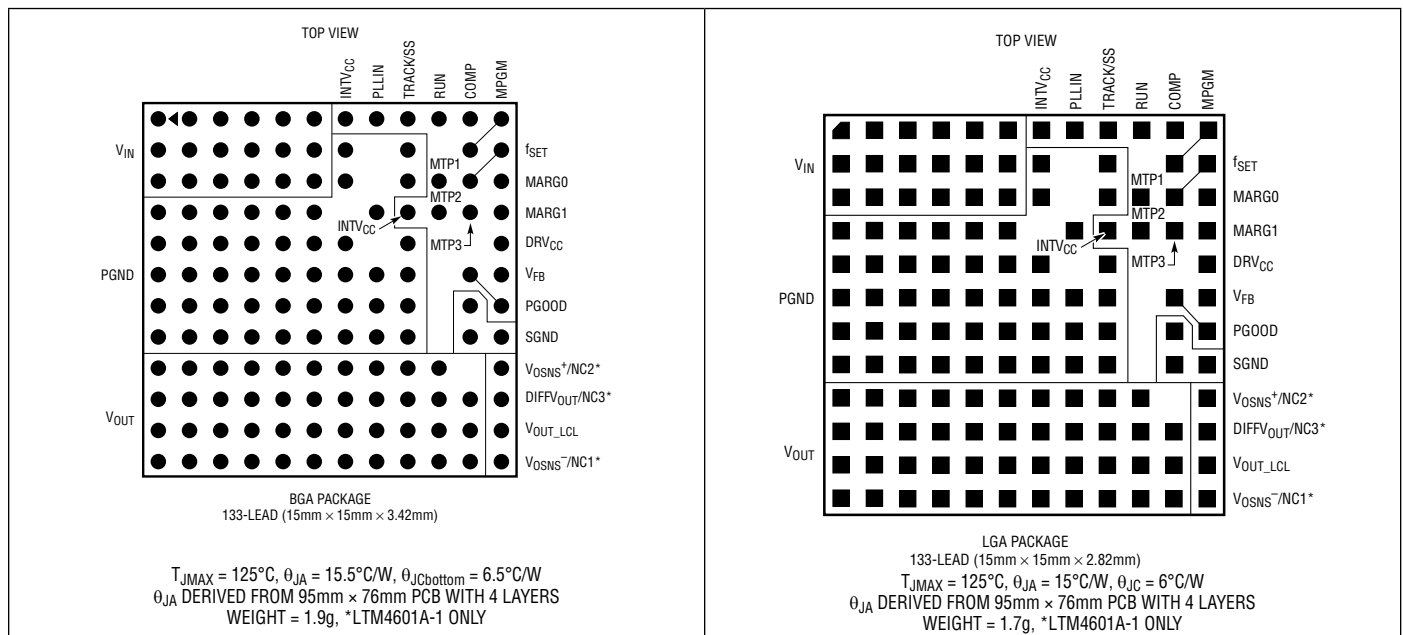 TOP VIEW
INTVCC
PLLIN
TRACK/SS
RUN
COMP
MPGM
VIN
fSET
MTP1
MARG0
MTP2
MARG1
INTVCC
MTP3
DRVCC
PGND
VFB
PGOOD
SGND
VOSNS+/NC2*
DIFFVOUT/NC3*
VOUT
VOUT_LCL
VOSNS−/NC1*
BGA PACKAGE
133-LEAD (15mm × 15mm × 3.42mm)
TJMAX = 125°C, θJA = 15.5°C/W, θJCbottom = 6.5°C/W
θJA DERIVED FROM 95mm × 76mm PCB WITH 4 LAYERS
WEIGHT = 1.9g, *LTM4601A-1 ONLY
TOP VIEW
INTVCC
PLLIN
TRACK/SS
RUN
COMP
MPGM
VIN
fSET
MTP1
MARG0
MTP2
MARG1
INTVCC
MTP3
DRVCC
PGND
VFB
PGOOD
SGND
VOSNS+/NC2*
DIFFVOUT/NC3*
VOUT
VOUT_LCL
VOSNS−/NC1*
LGA PACKAGE
133-LEAD (15mm × 15mm × 2.82mm)
TJMAX = 125°C, θJA = 15°C/W, θJC = 6°C/W
θJA DERIVED FROM 95mm × 76mm PCB WITH 4 LAYERS
WEIGHT = 1.7g, *LTM4601A-1 ONLY